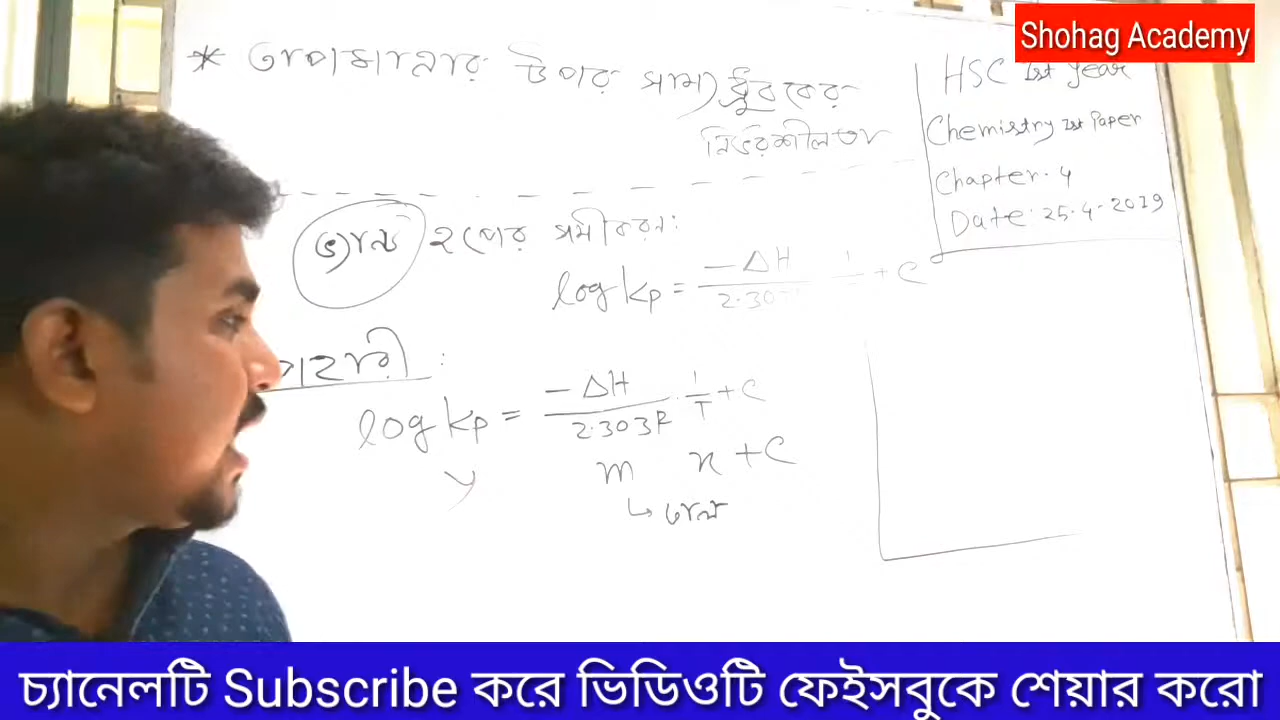 Shohag Academy
* তাপমাত্রার উপর সাম্য ধ্রুবকের
নির্ভরশীলতা
HSC 1st year
Chemistry 1st Paper
Chapter. 4
Date: 25.4-2019
ভ্যান্ট হফের সমীকরণ:
log Kp = -ΔH / 2.303 1 + C
log Kp = -ΔH / 2.303R . 1/T + C
y m x + C
↳ ঢাল
চ্যানেলটি Subscribe করে ভিডিওটি ফেইসবুকে শেয়ার করো